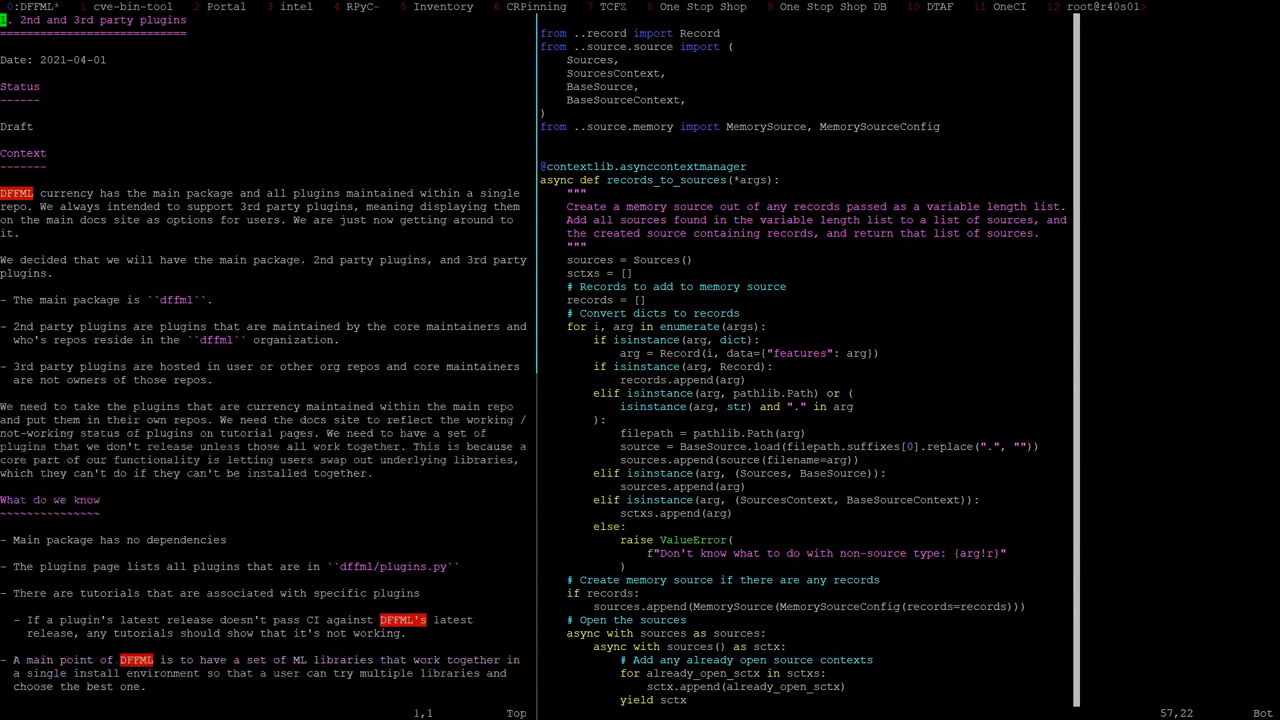 0:DFFML* 1 cve-bin-tool 2 Portal 3 intel 4 RPyC- 5 Inventory 6 CRPinning 7 TCFZ 8 One Stop Shop 9 One Stop Shop DB 10 DTAF 11 OneCI 12 root@r40s01>
1. 2nd and 3rd party plugins
============================
Date: 2021-04-01
Status
------
Draft
Context
-------
DFFML currency has the main package and all plugins maintained within a single
repo. We always intended to support 3rd party plugins, meaning displaying them
on the main docs site as options for users. We are just now getting around to
it.
We decided that we will have the main package, 2nd party plugins, and 3rd party
plugins.
- The main package is ``dffml``.
- 2nd party plugins are plugins that are maintained by the core maintainers and
who's repos reside in the ``dffml`` organization.
- 3rd party plugins are hosted in user or other org repos and core maintainers
are not owners of those repos.
We need to take the plugins that are currency maintained within the main repo
and put them in their own repos. We need the docs site to reflect the working /
not-working status of plugins on tutorial pages. We need to have a set of
plugins that we don't release unless those all work together. This is because a
core part of our functionality is letting users swap out underlying libraries,
which they can't do if they can't be installed together.
What do we know
~~~~~~~~~~~~~~~
- Main package has no dependencies
- The plugins page lists all plugins that are in ``dffml/plugins.py``
- There are tutorials that are associated with specific plugins
- If a plugin's latest release doesn't pass CI against DFFML's latest
release, any tutorials should show that it's not working.
- A main point of DFFML is to have a set of ML libraries that work together in
a single install environment so that a user can try multiple libraries and
choose the best one.
1,1 Top
from ..record import Record
from ..source.source import (
Sources,
SourcesContext,
BaseSource,
BaseSourceContext,
)
from ..source.memory import MemorySource, MemorySourceConfig
@contextlib.asynccontextmanager
async def records_to_sources(*args):
"""
Create a memory source out of any records passed as a variable length list.
Add all sources found in the variable length list to a list of sources, and
the created source containing records, and return that list of sources.
"""
sources = Sources()
sctxs = []
# Records to add to memory source
records = []
# Convert dicts to records
for i, arg in enumerate(args):
if isinstance(arg, dict):
arg = Record(i, data={"features": arg})
if isinstance(arg, Record):
records.append(arg)
elif isinstance(arg, pathlib.Path) or (
isinstance(arg, str) and "." in arg
):
filepath = pathlib.Path(arg)
source = BaseSource.load(filepath.suffixes[0].replace(".", ""))
sources.append(source(filename=arg))
elif isinstance(arg, (Sources, BaseSource)):
sources.append(arg)
elif isinstance(arg, (SourcesContext, BaseSourceContext)):
sctxs.append(arg)
else:
raise ValueError(
f"Don't know what to do with non-source type: {arg!r}"
)
# Create memory source if there are any records
if records:
sources.append(MemorySource(MemorySourceConfig(records=records)))
# Open the sources
async with sources as sources:
async with sources() as sctx:
# Add any already open source contexts
for already_open_sctx in sctxs:
sctx.append(already_open_sctx)
yield sctx
57,22 Bot